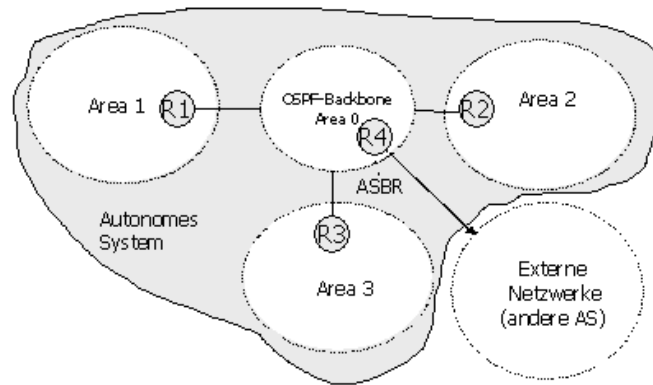 Area 1
R1
OSPF-Backbone
Area 0
R4
R2
Area 2
ASBR
Autonomes
System
R3
Area 3
Externe
Netzwerke
(andere AS)